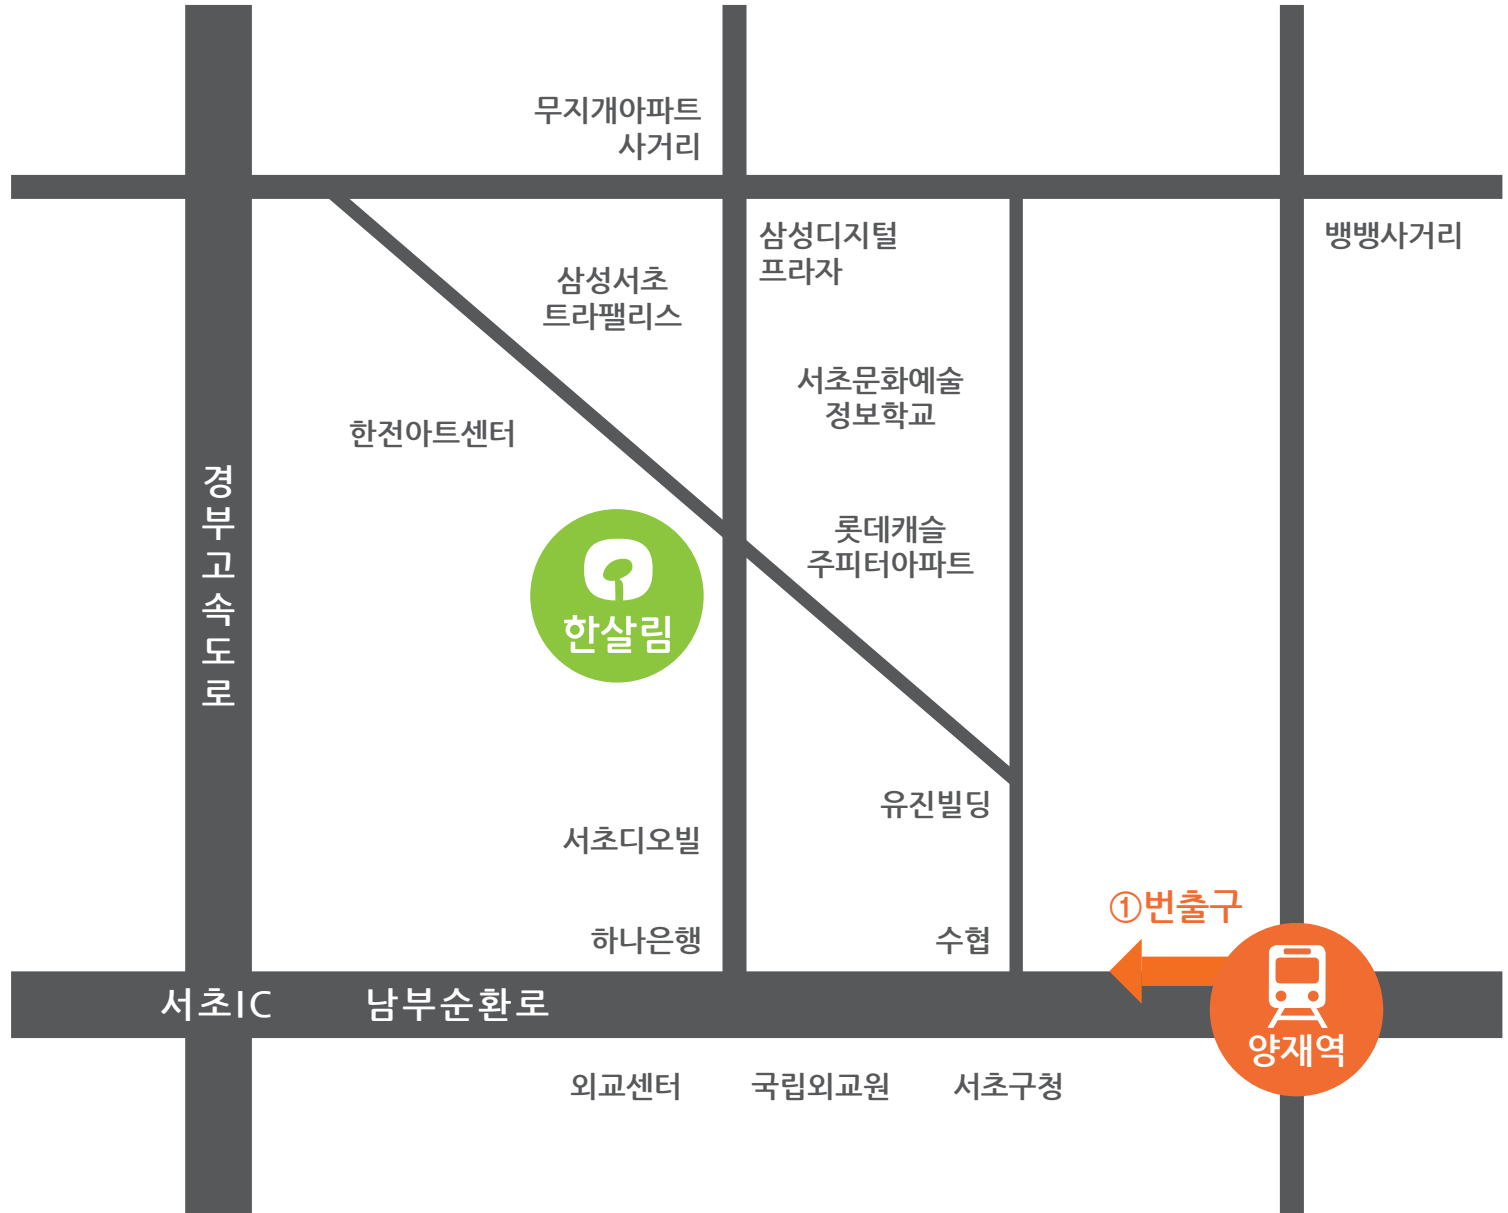 무지개아파트
사거리
삼성디지털
프라자
뱅뱅사거리
삼성서초
트라팰리스
서초문화예술
정보학교
한전아트센터
경부고속도로
롯데캐슬
주피터아파트
한살림
유진빌딩
서초디오빌
①번출구
하나은행
수협
서초IC
남부순환로
양재역
외교센터
국립외교원
서초구청